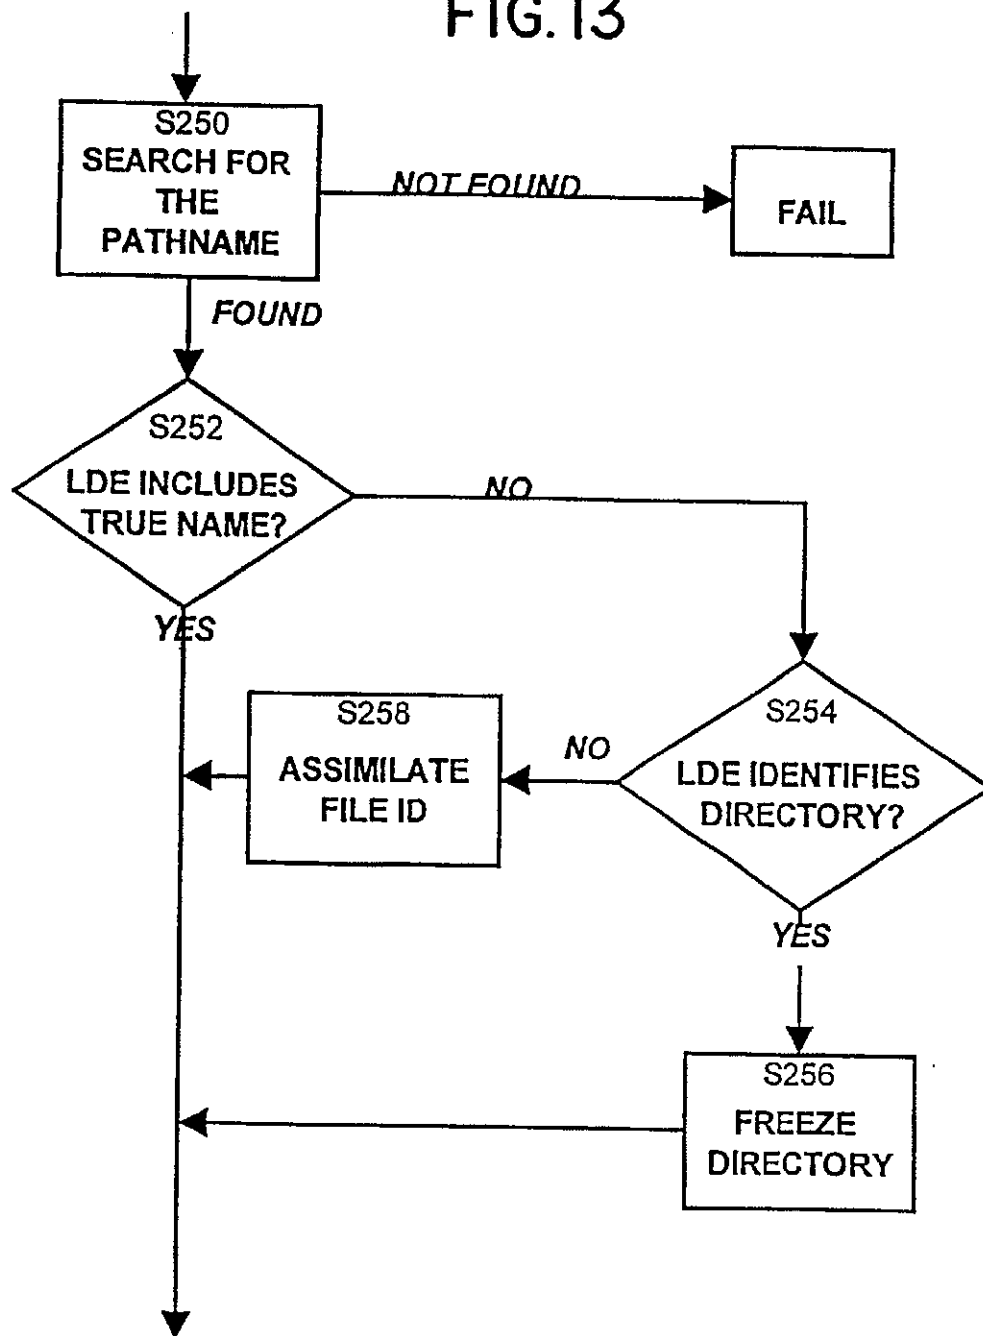 FIG. 13
S250
SEARCH FOR
THE
PATHNAME
NOT FOUND
FAIL
FOUND
S252
LDE INCLUDES
TRUE NAME?
NO
YES
S254
LDE IDENTIFIES
DIRECTORY?
NO
S258
ASSIMILATE
FILE ID
YES
S256
FREEZE
DIRECTORY